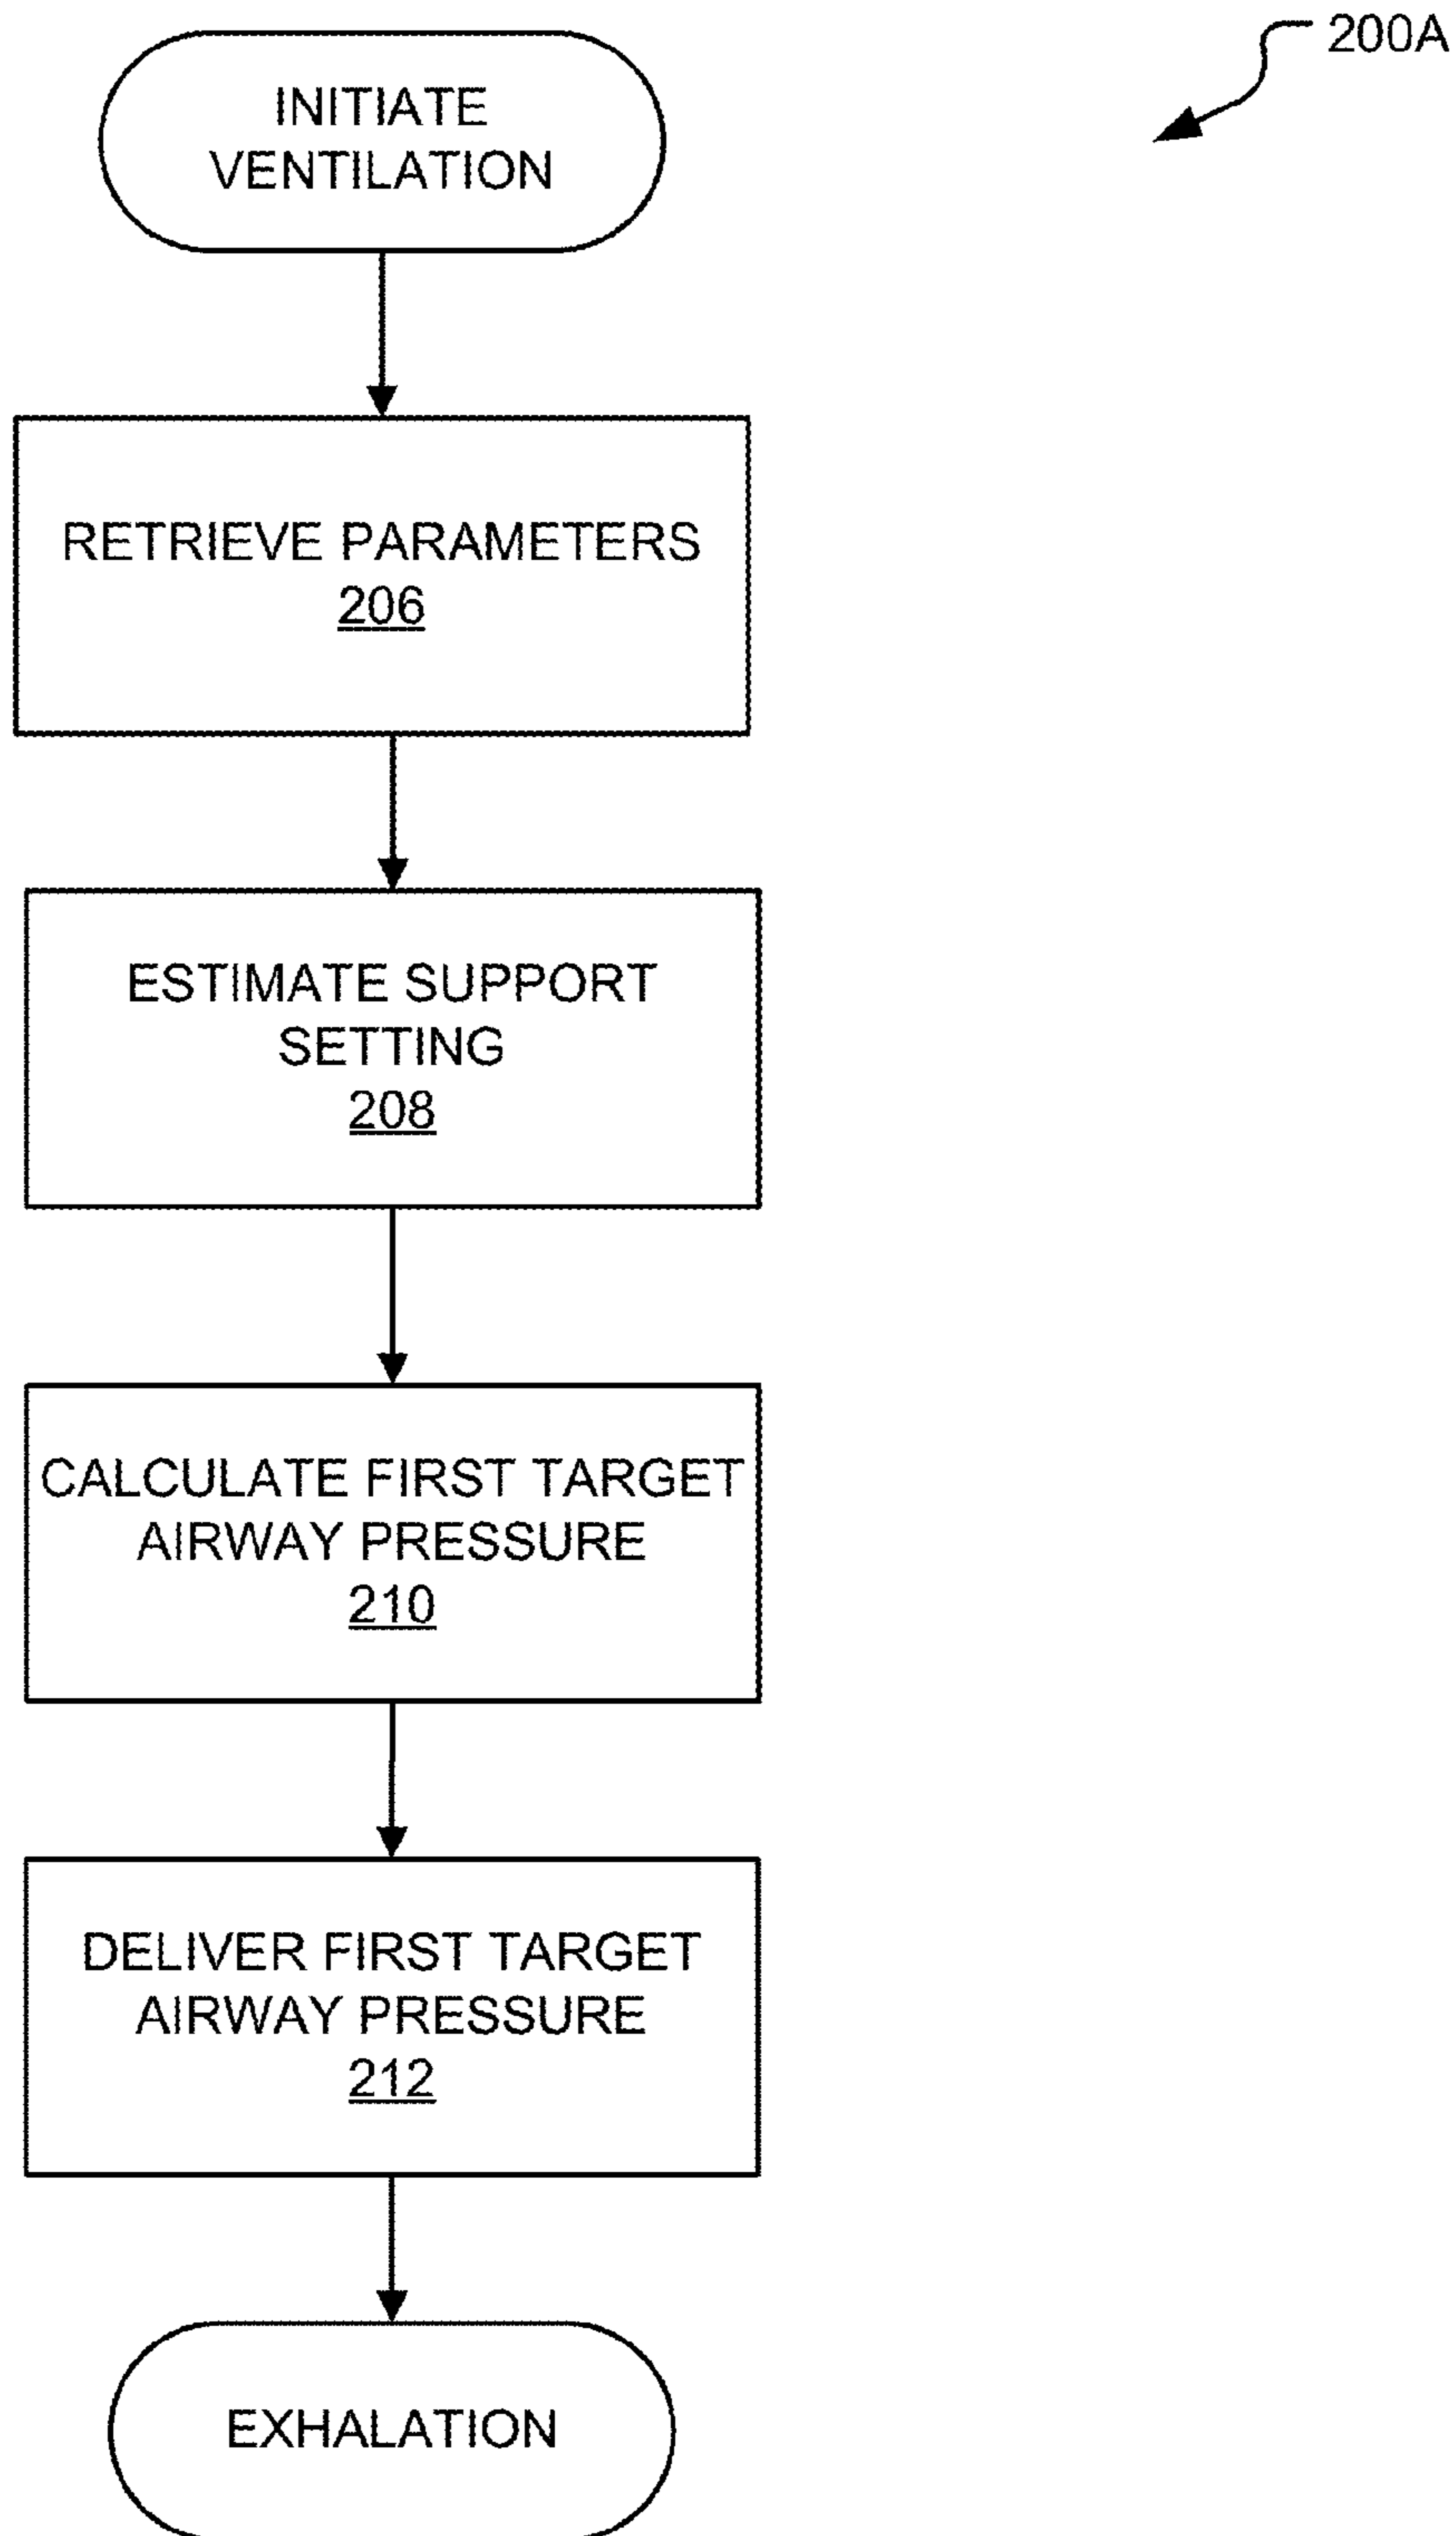 200A
INITIATE
VENTILATION
RETRIEVE PARAMETERS
206
ESTIMATE SUPPORT
SETTING
208
CALCULATE FIRST TARGET
AIRWAY PRESSURE
210
DELIVER FIRST TARGET
AIRWAY PRESSURE
212
EXHALATION